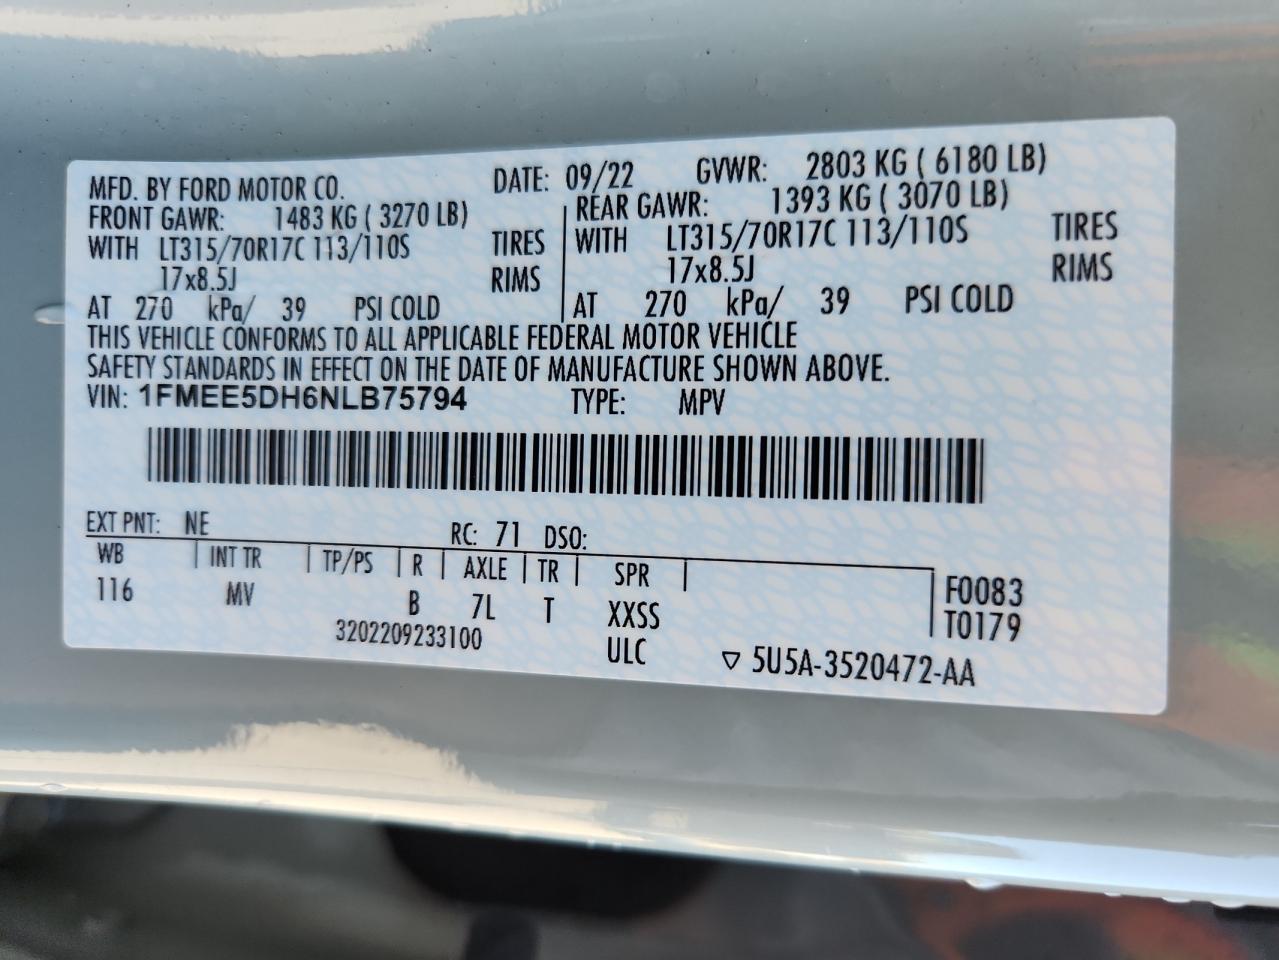 MFD. BY FORD MOTOR CO. DATE: 09/22 GVWR: 2803 KG ( 6180 LB)
FRONT GAWR: 1483 KG ( 3270 LB) REAR GAWR: 1393 KG ( 3070 LB)
WITH LT315/70R17C 113/110S TIRES WITH LT315/70R17C 113/110S TIRES
17x8.5J RIMS 17x8.5J RIMS
AT 270 kPa/ 39 PSI COLD AT 270 kPa/ 39 PSI COLD
THIS VEHICLE CONFORMS TO ALL APPLICABLE FEDERAL MOTOR VEHICLE
SAFETY STANDARDS IN EFFECT ON THE DATE OF MANUFACTURE SHOWN ABOVE.
VIN: 1FMEE5DH6NLB75794 TYPE: MPV
EXT PNT: NE RC: 71 DSO:
WB INT TR TP/PS R AXLE TR SPR
116 MV B 7L T XXSS
F0083
T0179
3202209233100 ULC ▽ 5U5A-3520472-AA